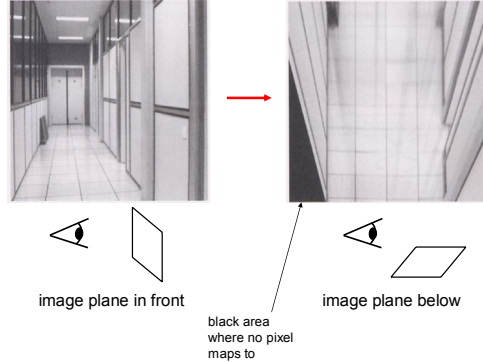 image plane in front
image plane below
black area
where no pixel
maps to